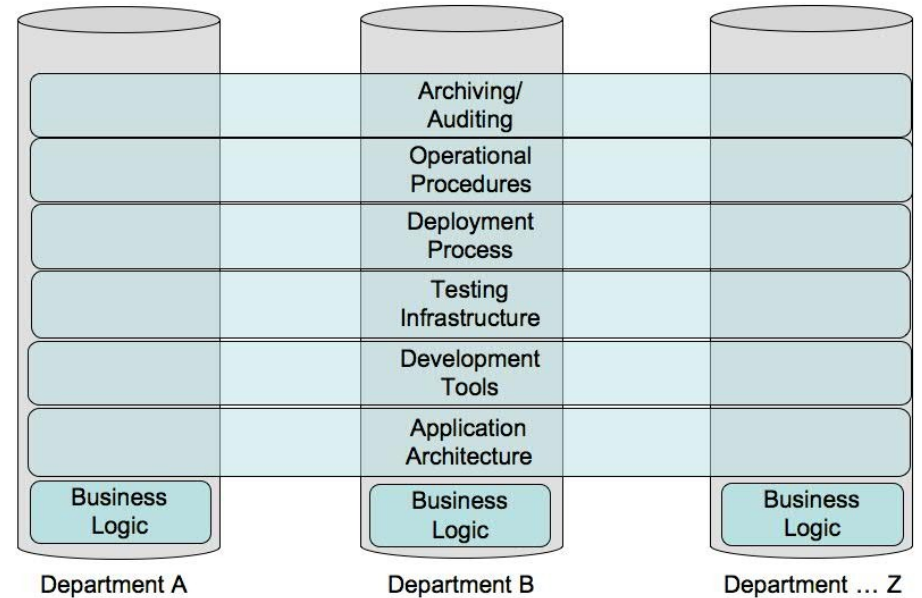 Archiving/
Auditing
Operational
Procedures
Deployment
Process
Testing
Infrastructure
Development
Tools
Application
Architecture
Business
Logic
Business
Logic
Business
Logic
Department A
Department B
Department … Z